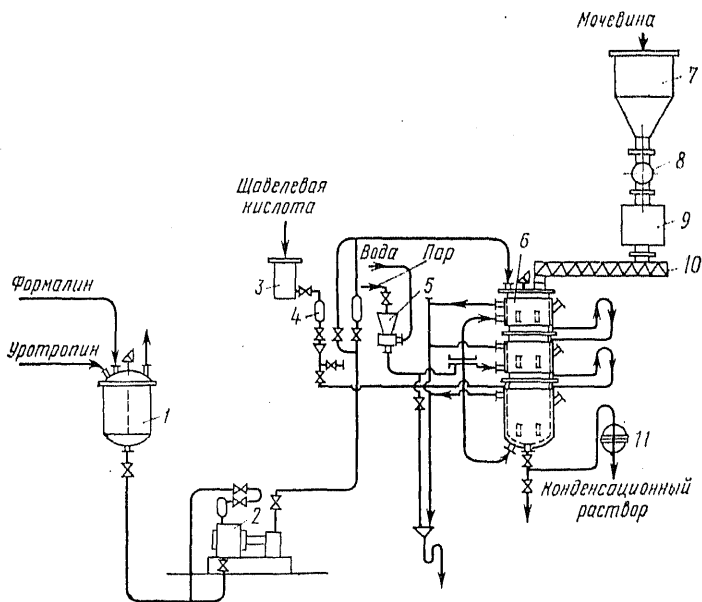 Мочевина
7
8
9
10
Щавелевая
кислота
3
4
Вода
Пар
5
6
Формалин
Уротропин
1
2
11
Конденсационный
раствор